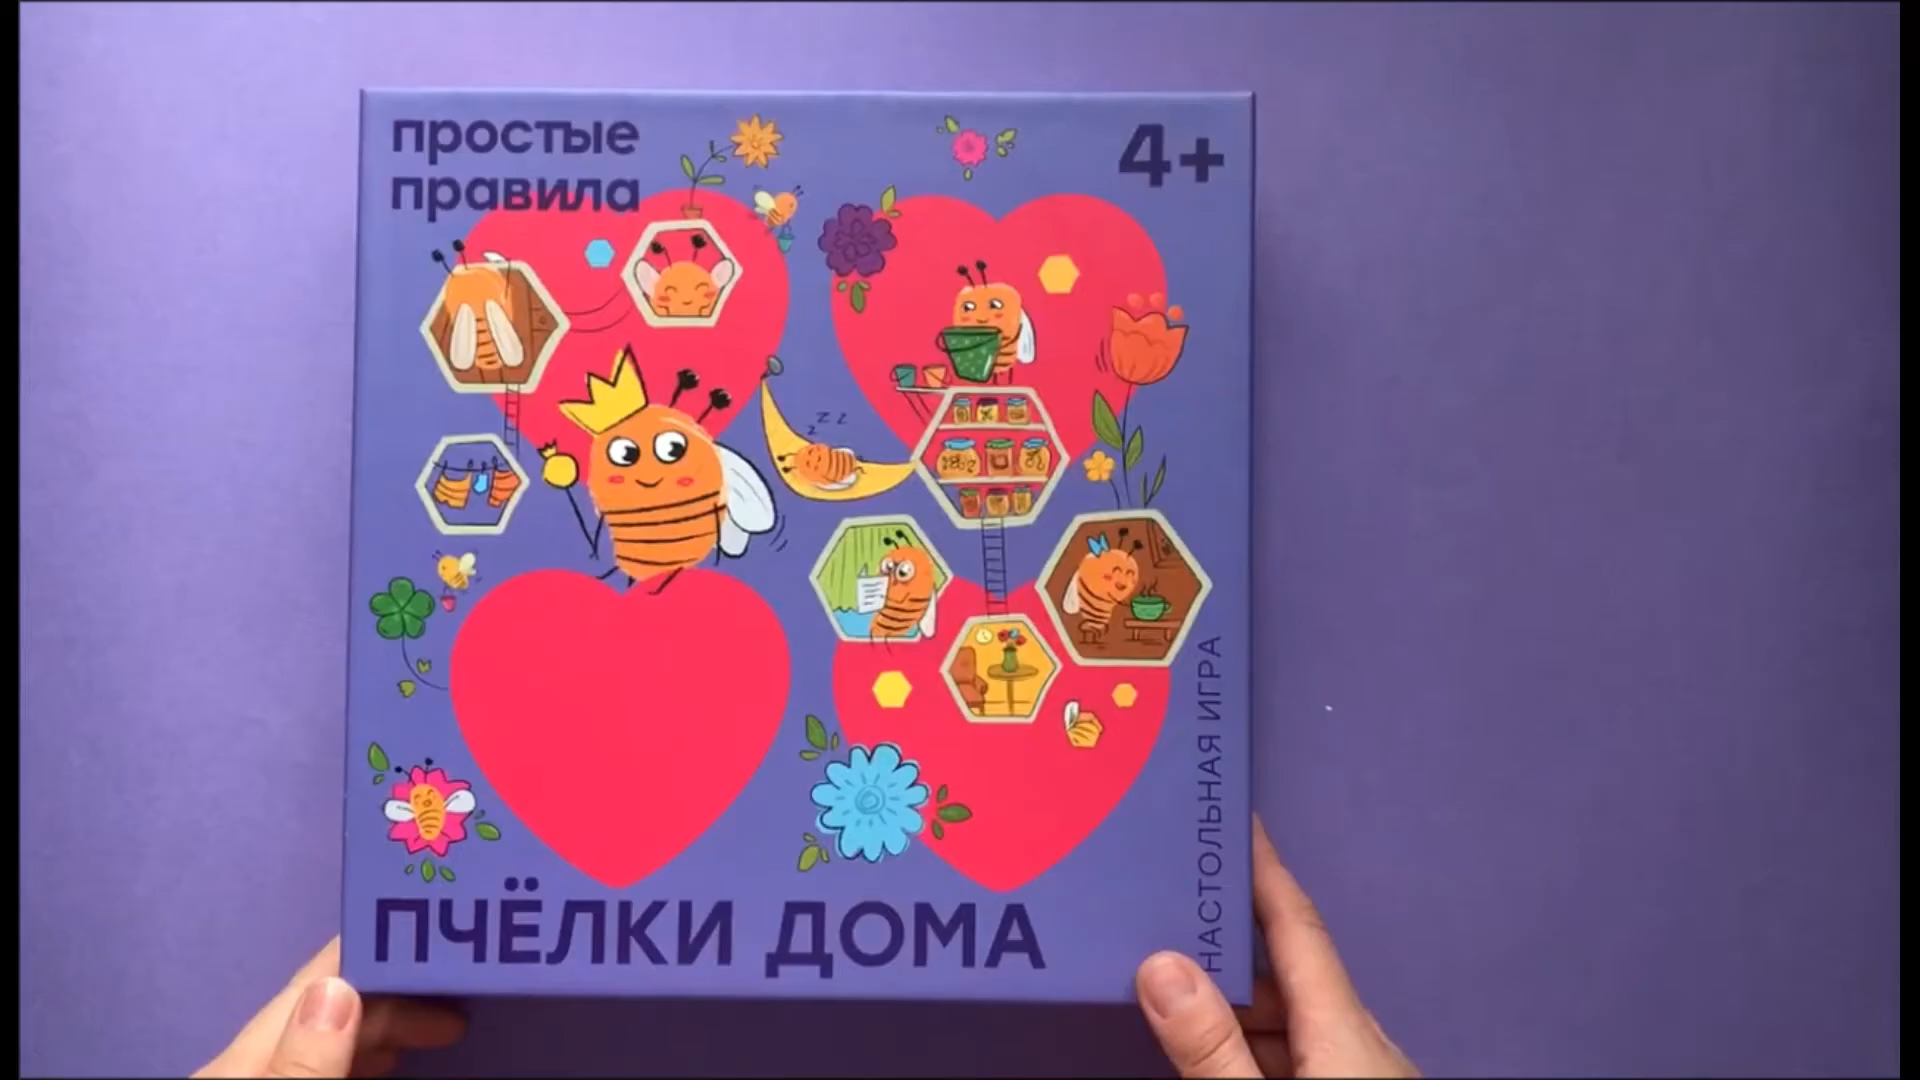 простые
правила
4+
z z z
НАСТОЛЬНАЯ ИГРА
ПЧЁЛКИ ДОМА